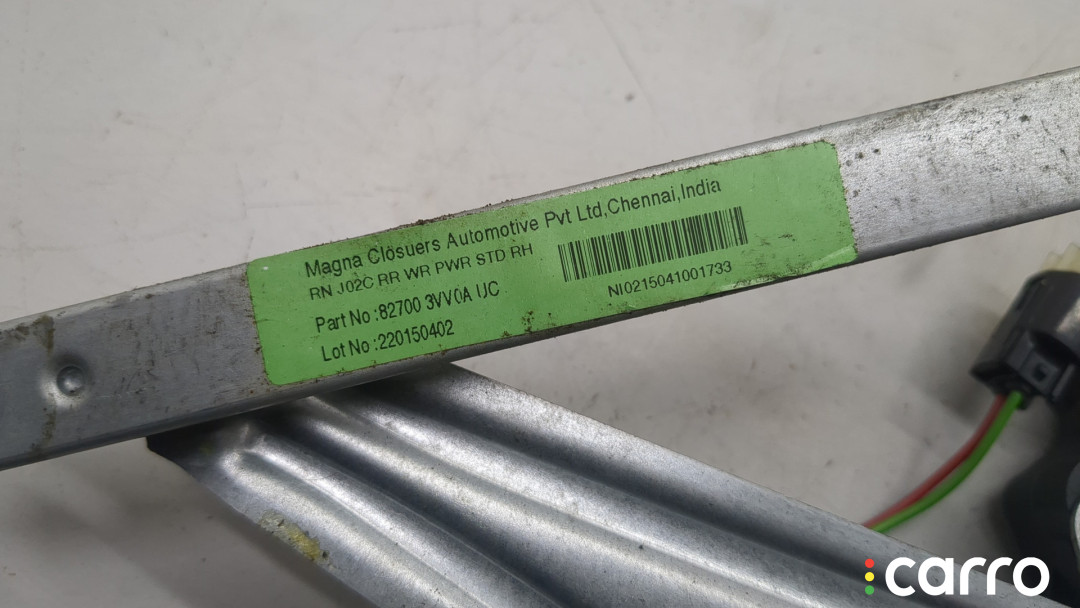 Magna Closuers Automotive Pvt Ltd,Chennai,India
RN J02C RR WR PWR STD RH
Part No :82700 3VV0A IJC
Lot No :220150402
NI0215041001733
carro